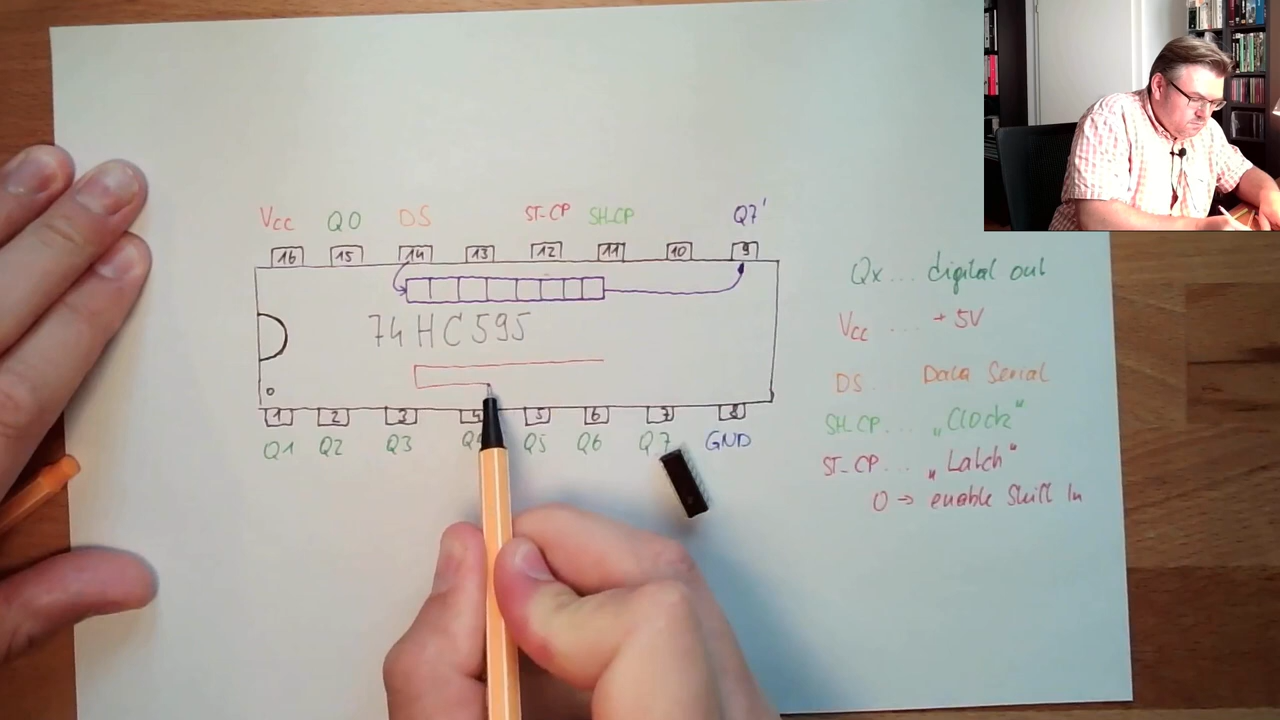 Vcc Q0 DS ST-CP SH-CP Q7'
16 15 14 13 12 11 10 9
74HC595
1 2 3 4 5 6 7 8
Q1 Q2 Q3 Q5 Q6 Q7 GND
Qx ... digital out
Vcc ... +5V
DS. Data Serial
SH-CP... „Clock"
ST-CP... „Latch"
0 → enable Shift In